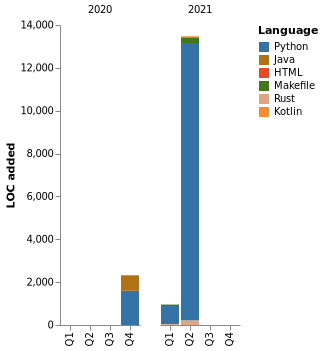 2020 2021
Language
Python
Java
HTML
Makefile
Rust
Kotlin
LOC added
14,000
12,000
10,000
8,000
6,000
4,000
2,000
0
Q1 Q2 Q3 Q4 Q1 Q2 Q3 Q4